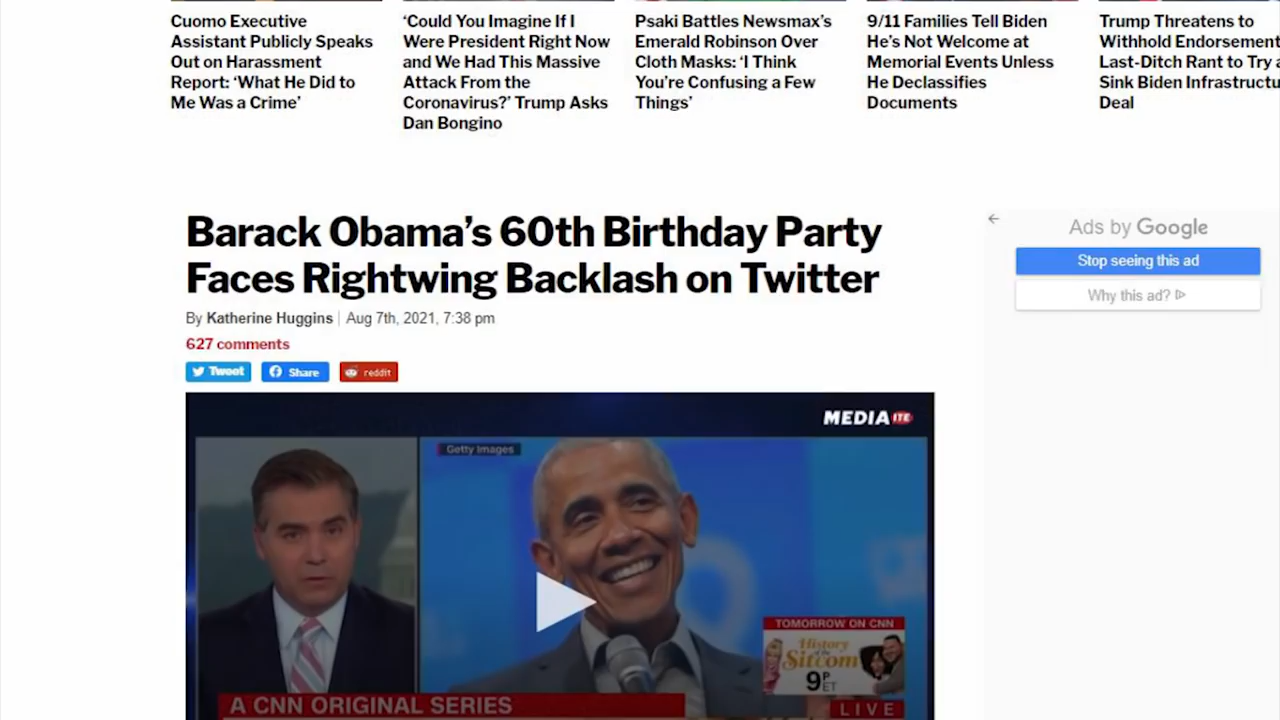 Cuomo Executive
Assistant Publicly Speaks
Out on Harassment
Report: ‘What He Did to
Me Was a Crime’
‘Could You Imagine If I
Were President Right Now
and We Had This Massive
Attack From the
Coronavirus?’ Trump Asks
Dan Bongino
Psaki Battles Newsmax’s
Emerald Robinson Over
Cloth Masks: ‘I Think
You’re Confusing a Few
Things’
9/11 Families Tell Biden
He’s Not Welcome at
Memorial Events Unless
He Declassifies
Documents
Trump Threatens to
Withhold Endorsement
Last-Ditch Rant to Try
Sink Biden
Deal
Barack Obama’s 60th Birthday Party
Faces Rightwing Backlash on Twitter
By Katherine Huggins | Aug 7th, 2021, 7:38 pm
627 comments
Tweet
Share
reddit
Ads by Google
Stop seeing this ad
Why this ad?
MEDIAITE
Getty Images
TOMORROW ON CNN
History
of the
Sitcom
9P
ET
A CNN ORIGINAL SERIES
LIVE